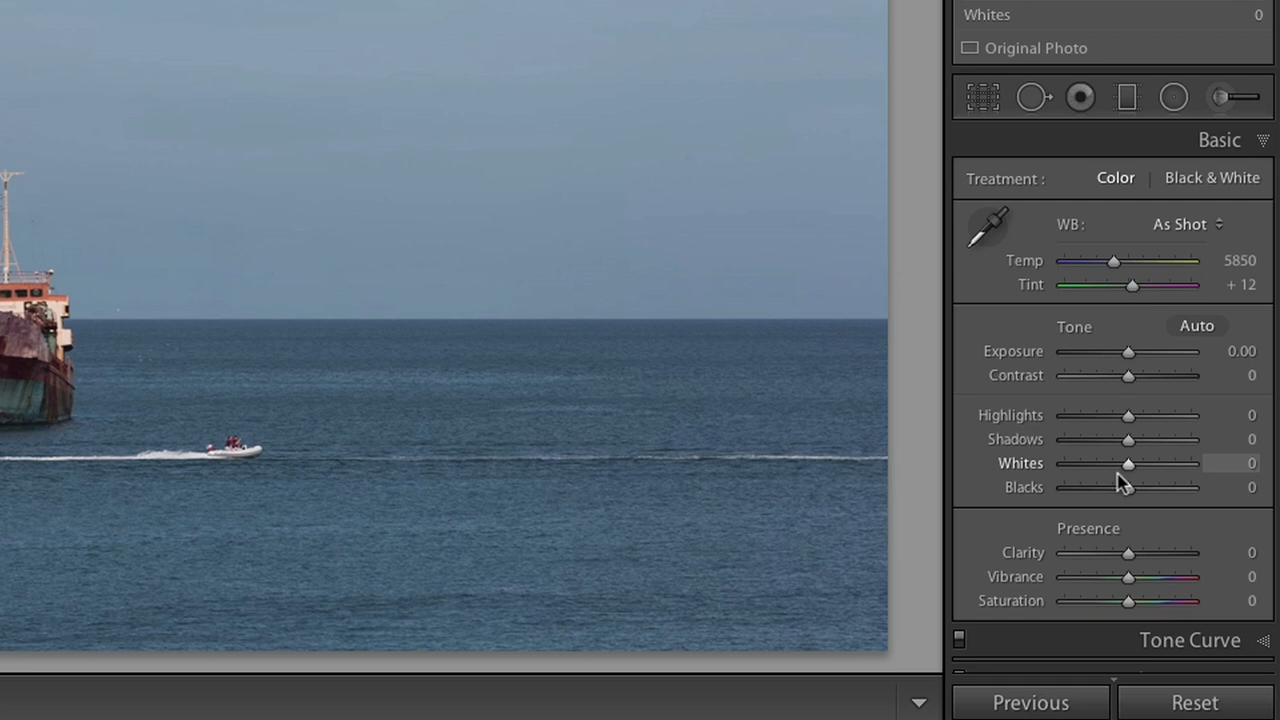 Whites 0
Original Photo
Basic
Treatment : Color | Black & White
WB: As Shot
Temp 5850
Tint + 12
Tone Auto
Exposure 0.00
Contrast 0
Highlights 0
Shadows 0
Whites 0
Blacks 0
Presence
Clarity 0
Vibrance 0
Saturation 0
Tone Curve
Previous Reset